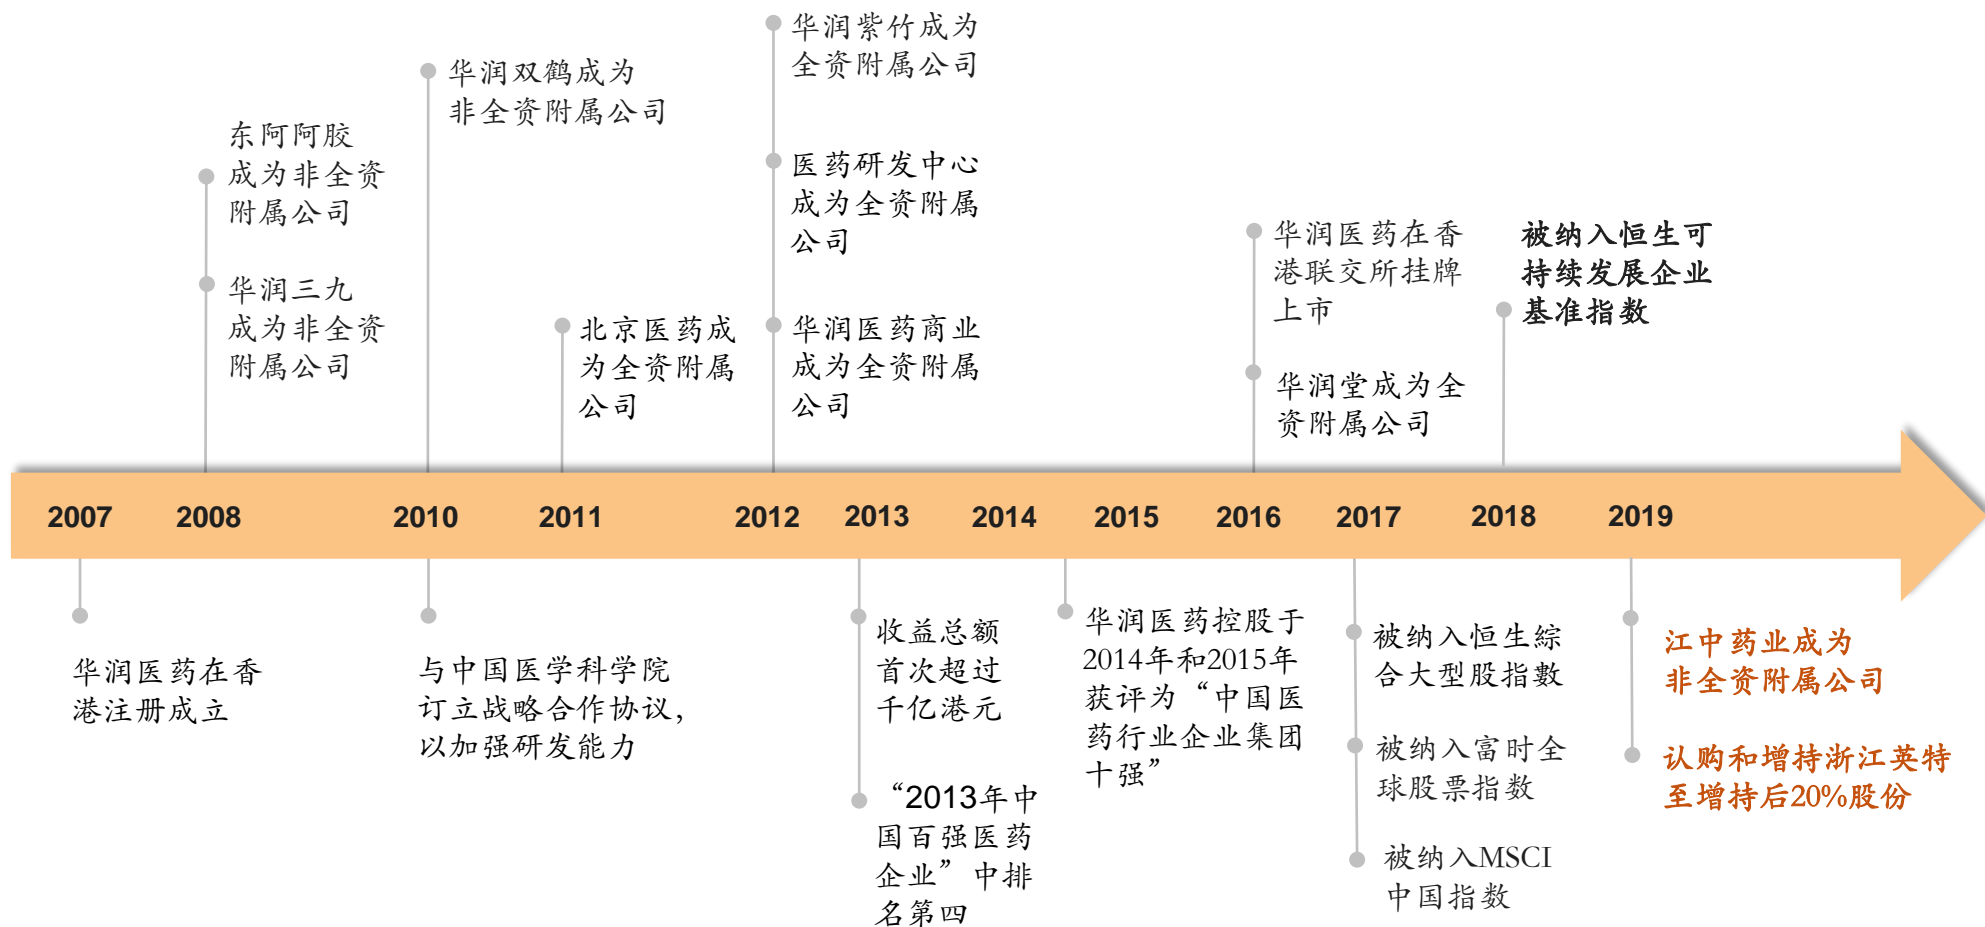 华润紫竹成为
全资附属公司
华润双鹤成为
非全资附属公司
东阿阿胶
成为非全资
附属公司
医药研发中心
成为全资附属
公司
华润三九
成为非全资
附属公司
北京医药成
为全资附属
公司
华润医药商业
成为全资附属
公司
华润医药在香
港联交所挂牌
上市
被纳入恒生可
持续发展企业
基准指数
华润堂成为全
资附属公司
2007
2008
2010
2011
2012
2013
2014
2015
2016
2017
2018
2019
华润医药在香
港注册成立
与中国医学科学院
订立战略合作协议，
以加强研发能力
收益总额
首次超过
千亿港元
“2013年中
国百强医药
企业”中排
名第四
华润医药控股于
2014年和2015年
获评为“中国医
药行业企业集团
十强”
被纳入恒生綜
合大型股指數
被纳入富时全
球股票指数
被纳入MSCI
中国指数
江中药业成为
非全资附属公司
认购和增持浙江英特
至增持后20%股份